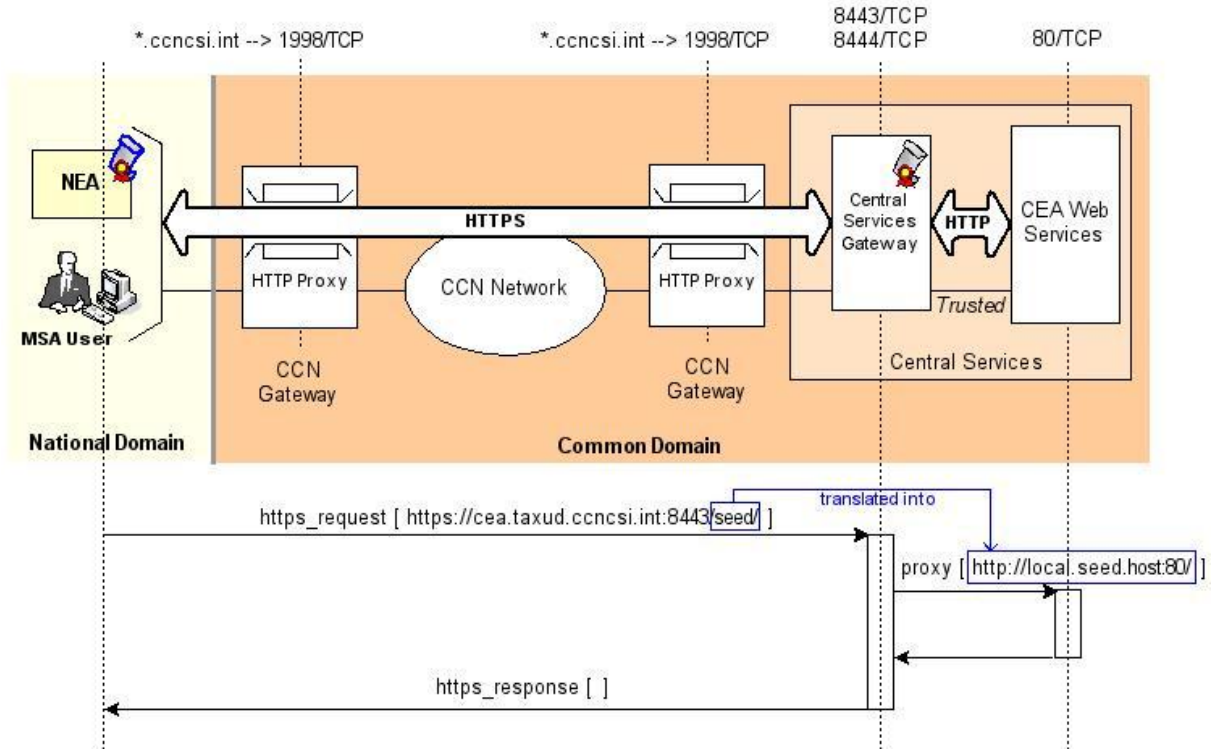 *.ccncsi.int --> 1998/TCP
*.ccncsi.int --> 1998/TCP
8443/TCP
8444/TCP
80/TCP
NEA
MSA User
HTTPS
HTTP Proxy
CCN Network
HTTP Proxy
Central
Services
Gateway
HTTP
CEA Web
Services
Trusted
CCN
Gateway
CCN
Gateway
Central Services
National Domain
Common Domain
translated into
https_request [ https://cea.taxud.ccncsi.int:8443/seed/ ]
proxy [ http://local.seed.host:80/ ]
https_response [ ]